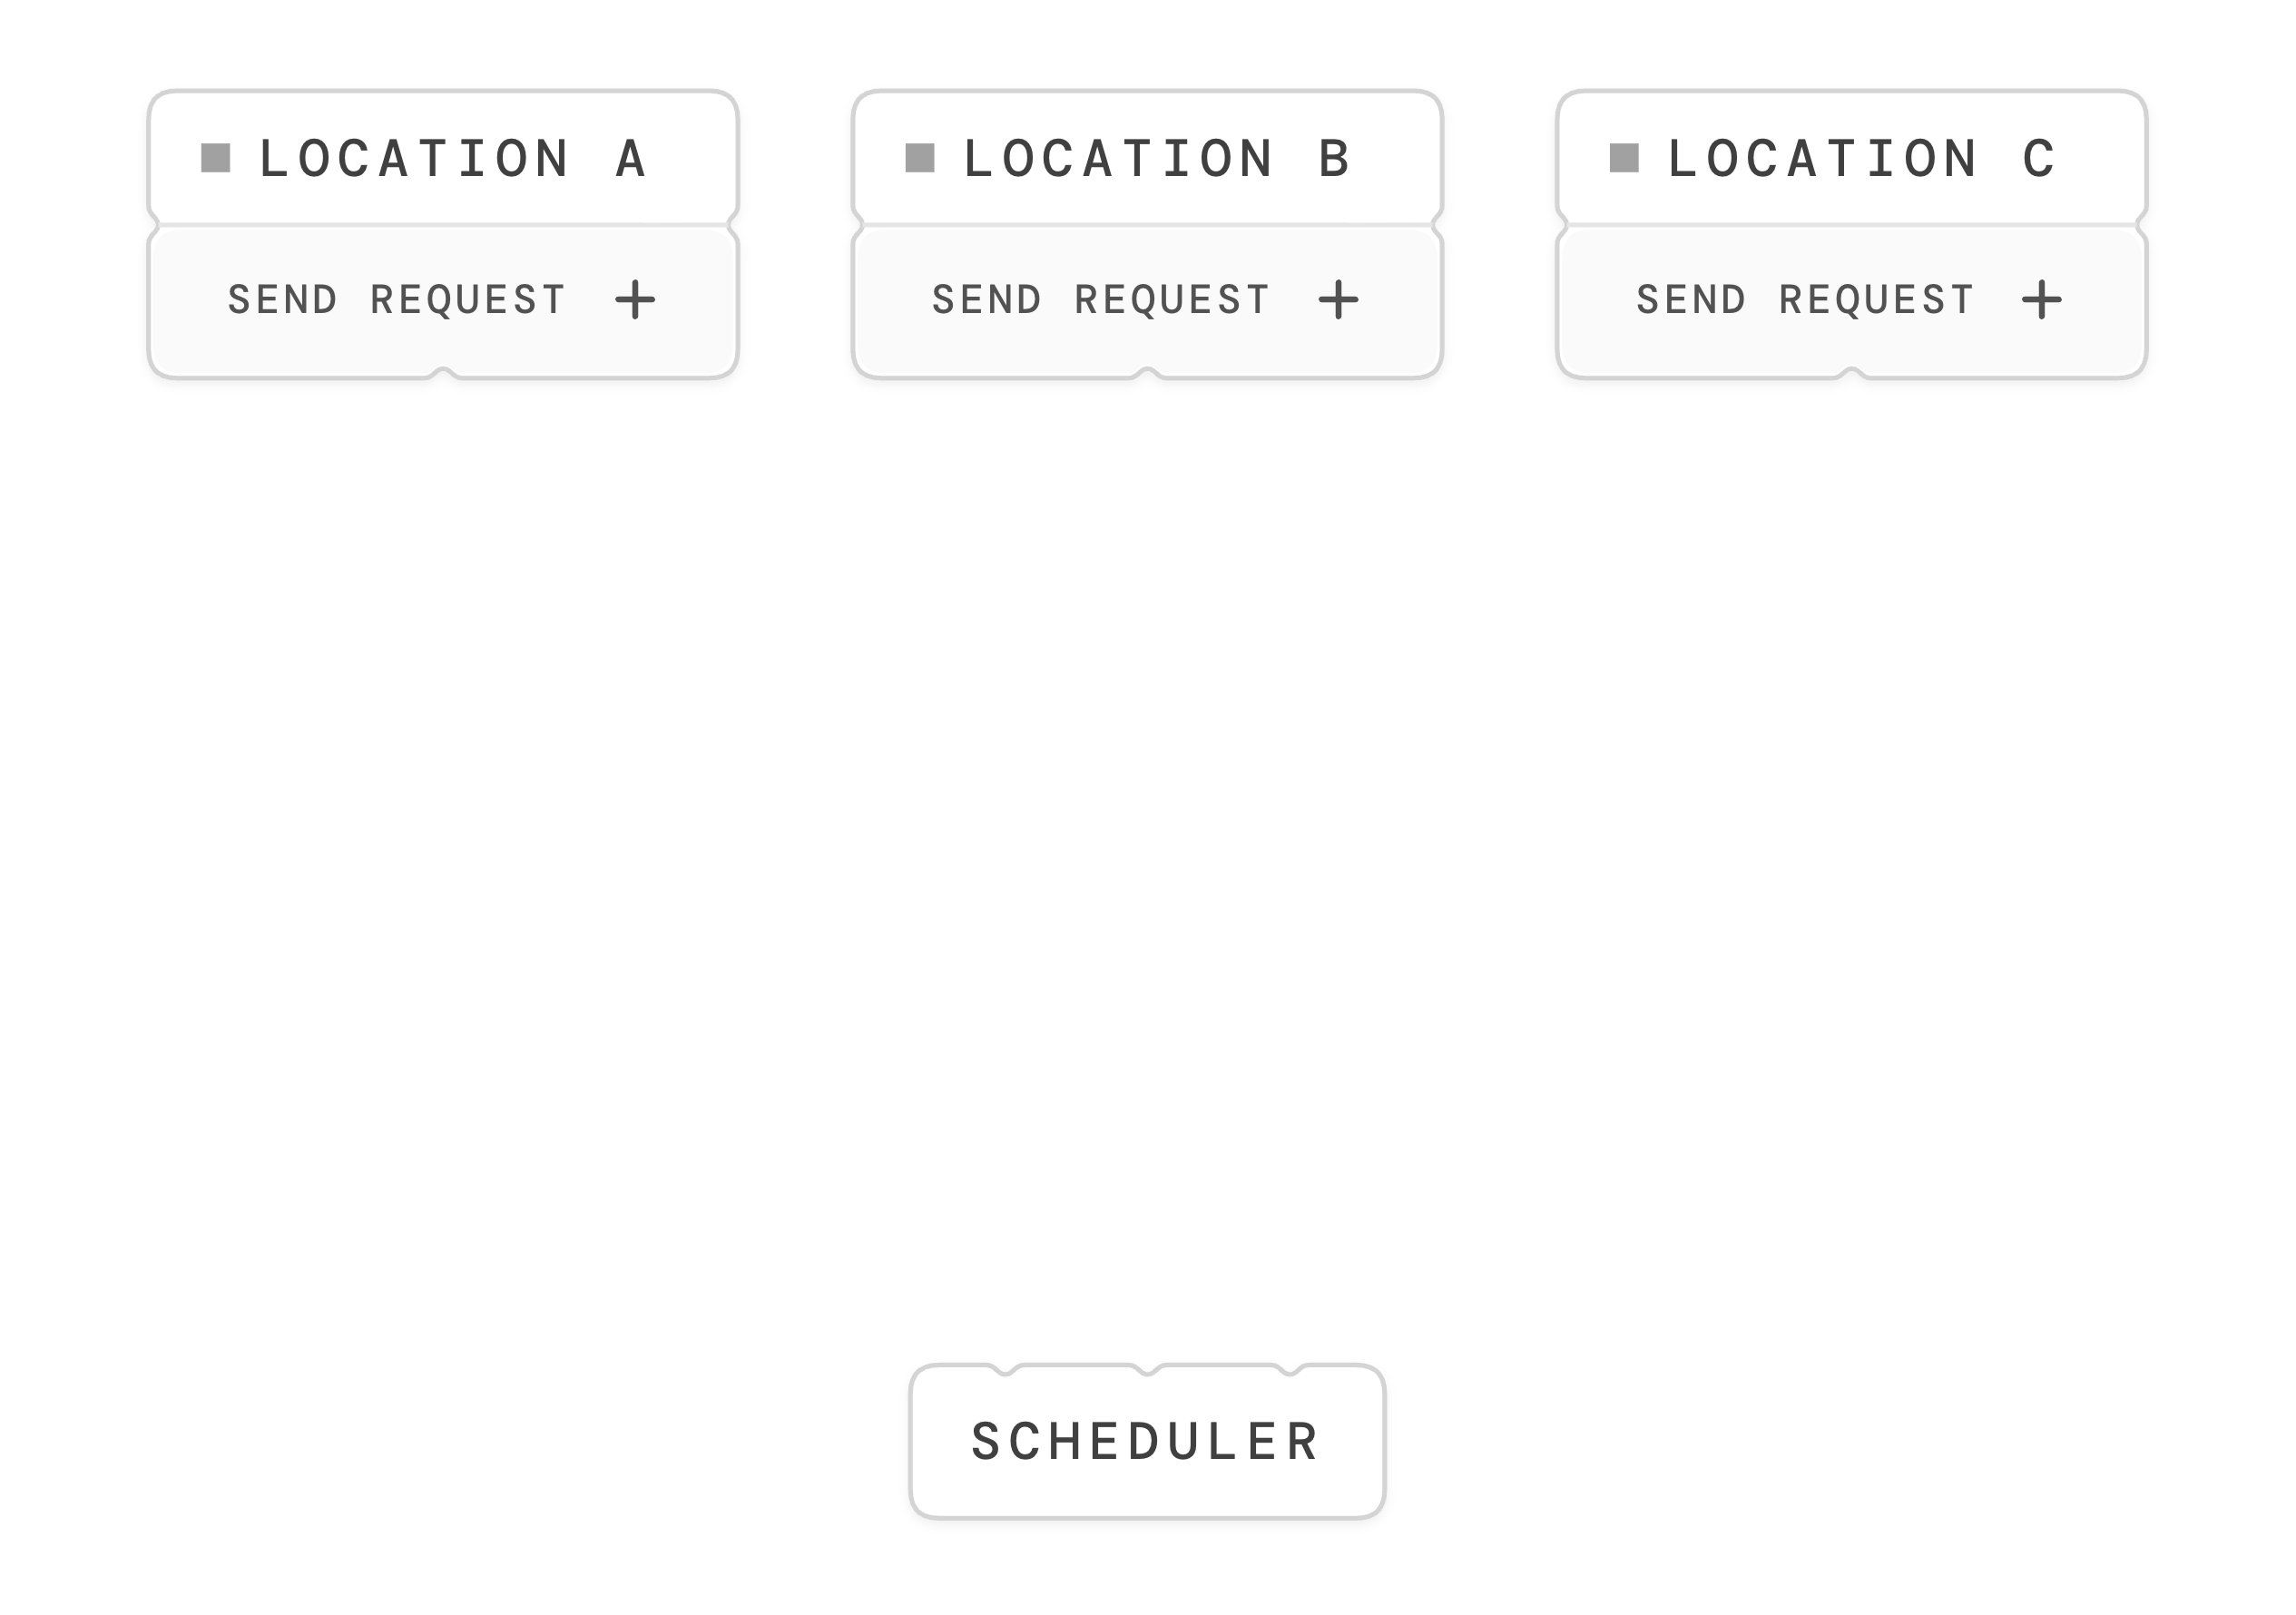 LOCATION A
SEND REQUEST +
LOCATION B
SEND REQUEST +
LOCATION C
SEND REQUEST +
SCHEDULER